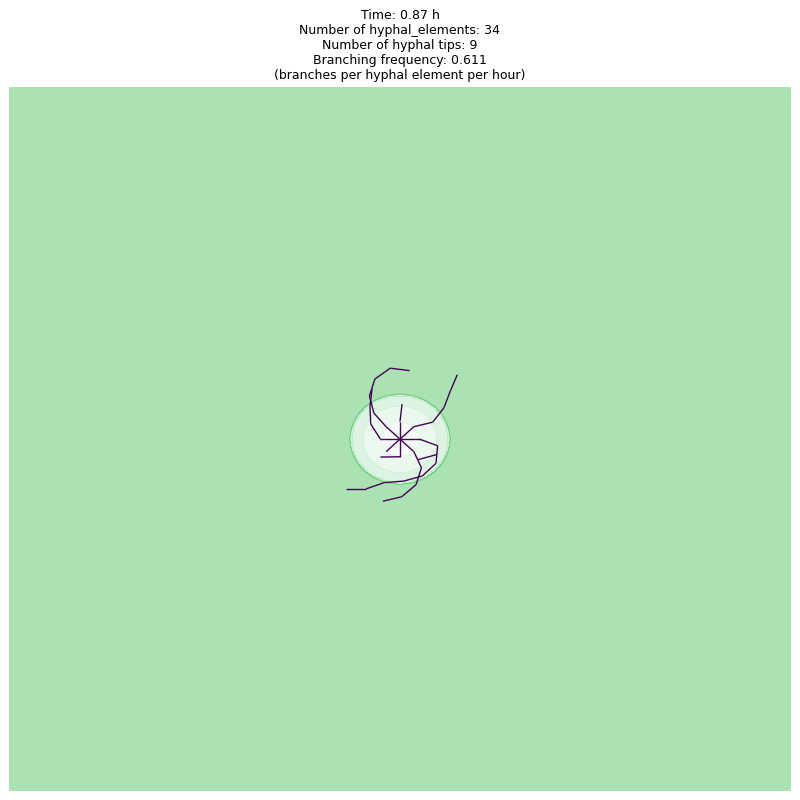 Time: 0.87 h
Number of hyphal_elements: 34
Number of hyphal tips: 9
Branching frequency: 0.611
(branches per hyphal element per hour)